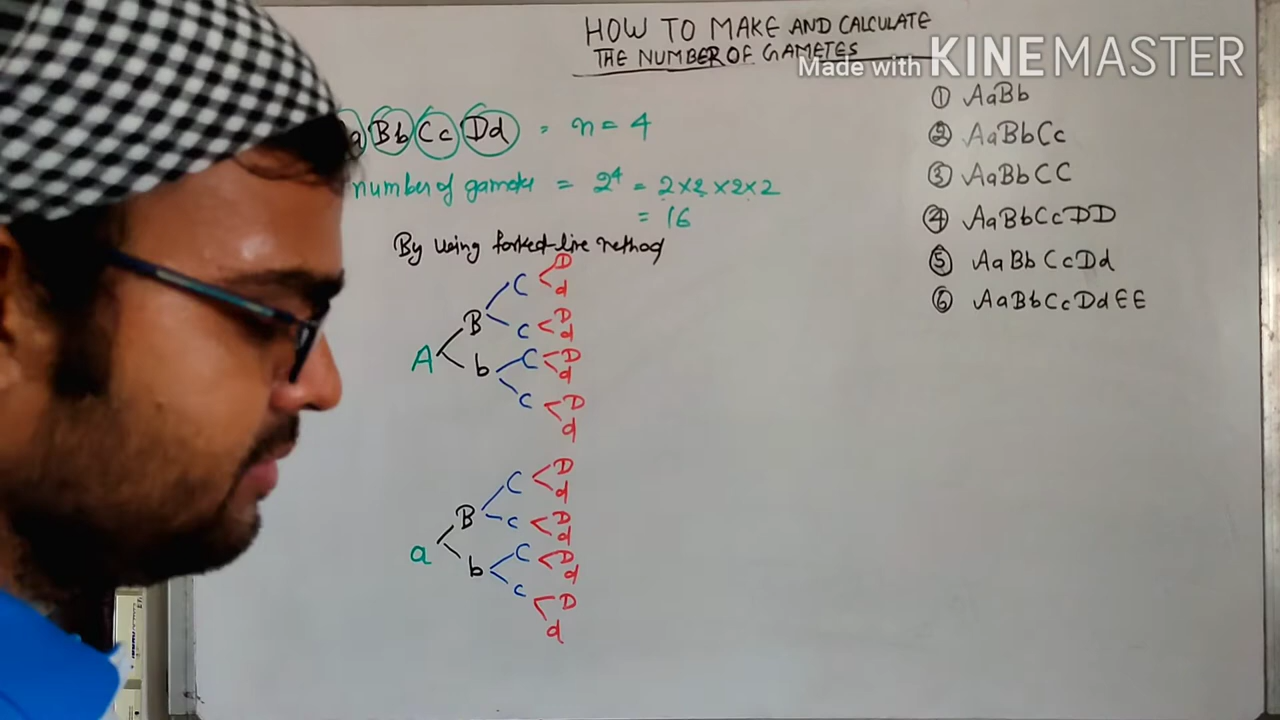 HOW TO MAKE AND CALCULATE
THE NUMBER OF GAMETES
Made with KINEMASTER
a Bb Cc Dd = n = 4
number of gamete = 2⁴ = 2×2×2×2
= 16
By using forked-line method
A
B
b
C
c
C
c
D
d
D
d
D
d
D
d
a
B
b
C
c
C
c
D
d
D
d
D
d
D
d
① AaBb
② AaBbCc
③ AaBbCC
④ AaBbCcDD
⑤ AaBbCcDd
⑥ AaBbCcDdEE